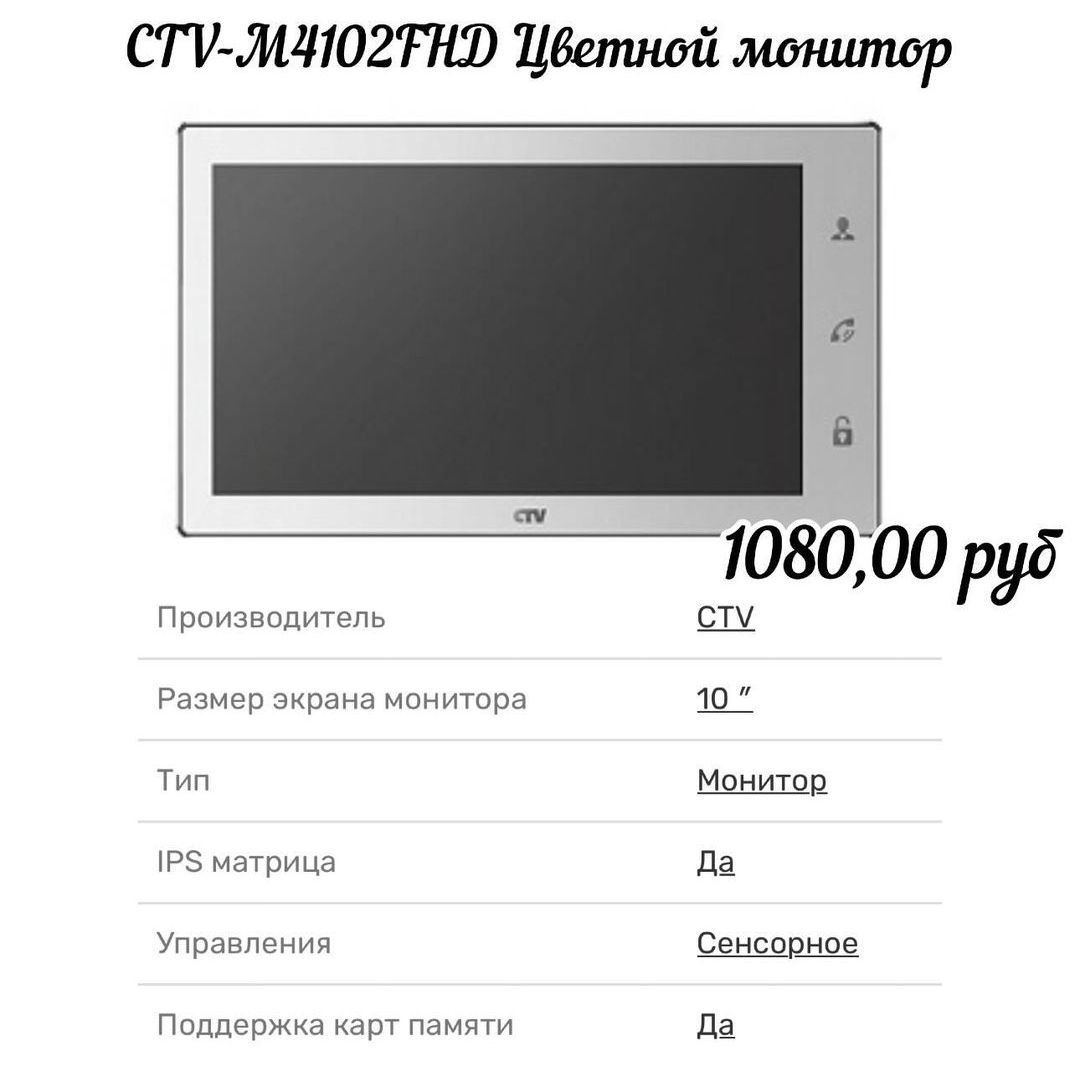 CTV-M4102FHD Цветной монитор
CTV
1080,00 руб
Производитель CTV
Размер экрана монитора 10 ″
Тип Монитор
IPS матрица Да
Управления Сенсорное
Поддержка карт памяти Да